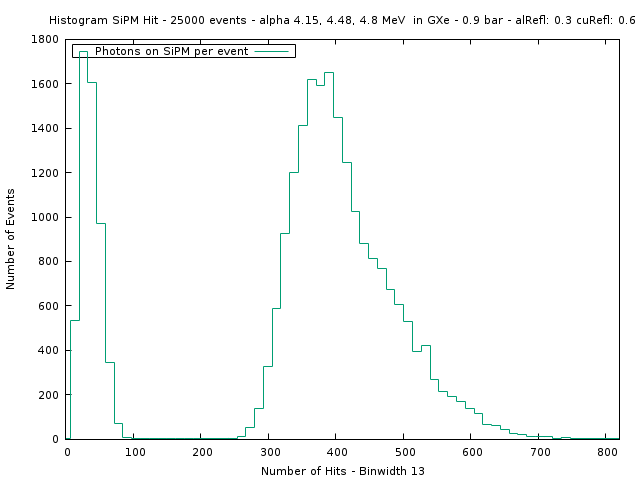 Histogram SiPM Hit - 25000 events - alpha 4.15, 4.48, 4.8 MeV  in GXe - 0.9 bar - alRefl: 0.3 cuRefl: 0.6
Photons on SiPM per event
1800
1600
1400
1200
1000
800
600
400
200
0
Number of Events
0 100 200 300 400 500 600 700 800
Number of Hits - Binwidth 13